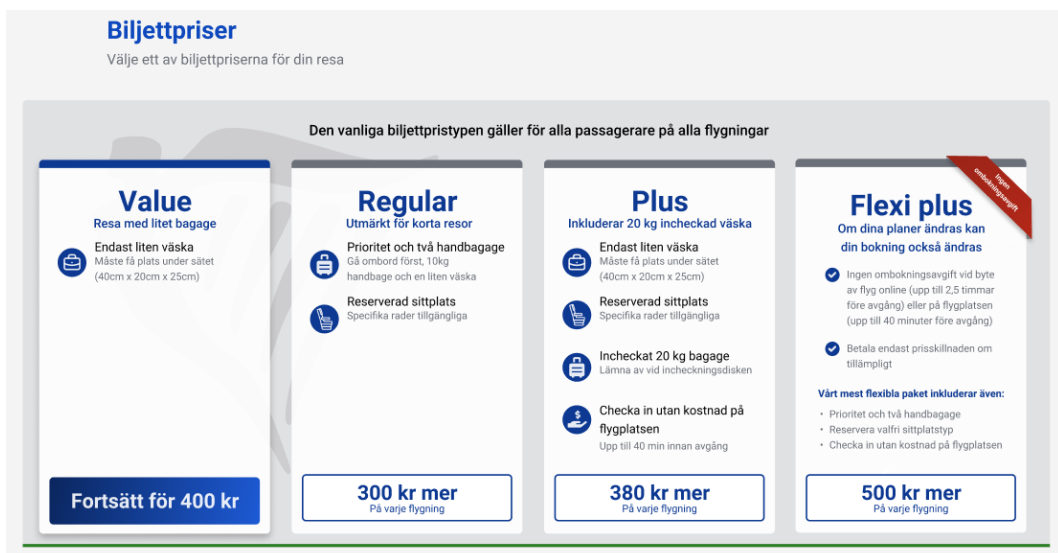 Biljettpriser
Välje ett av biljettpriserna för din resa
Den vanliga biljettpristypen gäller för alla passagerare på alla flygningar
Value
Resa med litet bagage
Endast liten väska
Måste få plats under sätet
(40cm x 20cm x 25cm)
Fortsätt för 400 kr
Regular
Utmärkt för korta resor
Prioritet och två handbagage
Gå ombord först, 10kg
handbage och en liten väska
Reserverad sittplats
Specifika rader tillgängliga
300 kr mer
På varje flygning
Plus
Inkluderar 20 kg incheckad väska
Endast liten väska
Måste få plats under sätet
(40cm x 20cm x 25cm)
Reserverad sittplats
Specifika rader tillgängliga
Incheckat 20 kg bagage
Lämna av vid incheckningsdisken
Checka in utan kostnad på
flygplatsen
Upp till 40 min innan avgång
380 kr mer
På varje flygning
Ingen
ombokningsavgift
Flexi plus
Om dina planer ändras kan
din bokning också ändras
Ingen ombokningsavgift vid byte
av flyg online (upp till 2,5 timmar
före avgång) eller på flygplatsen
(upp till 40 minuter före avgång)
Betala endast prisskillnaden om
tillämpligt
Vårt mest flexibla paket inkluderar även:
• Prioritet och två handbagage
• Reservera valfri sittplatstyp
• Checka in utan kostnad på flygplatsen
500 kr mer
På varje flygning